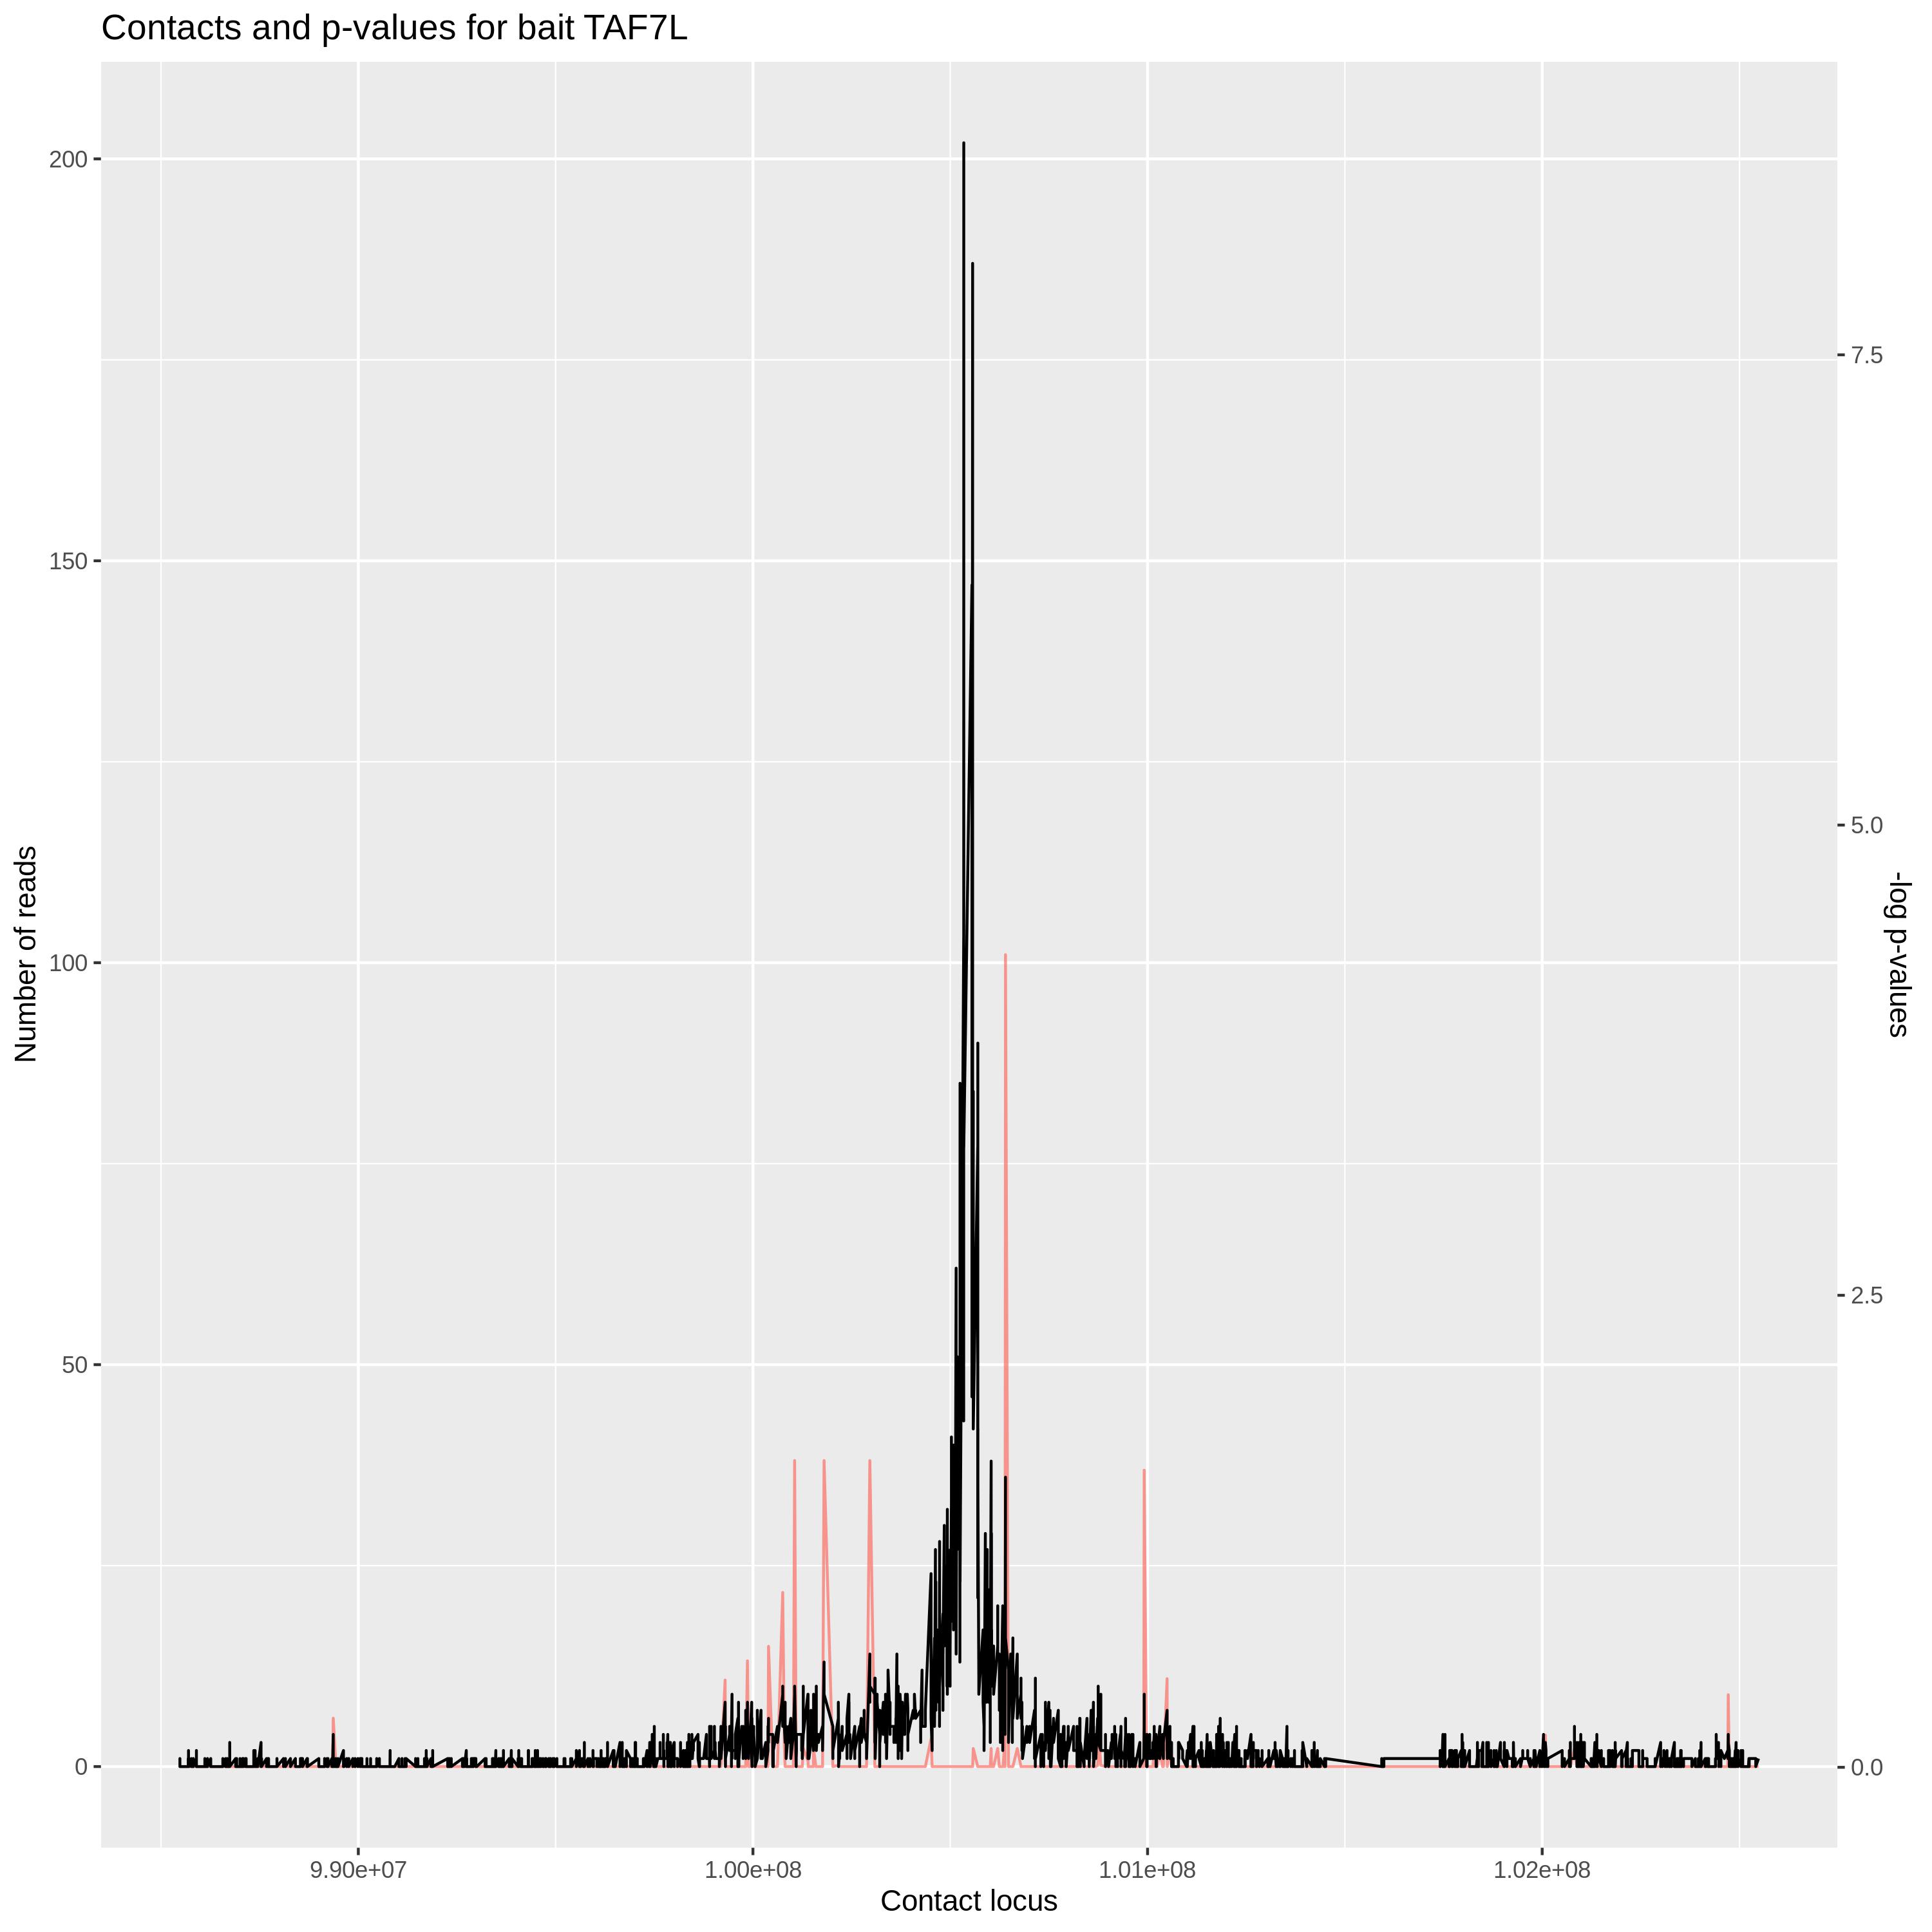 Contacts and p-values for bait TAF7L
200
150
100
50
0
Number of reads
7.5
5.0
2.5
0.0
-log p-values
9.90e+07
1.00e+08
1.01e+08
1.02e+08
Contact locus